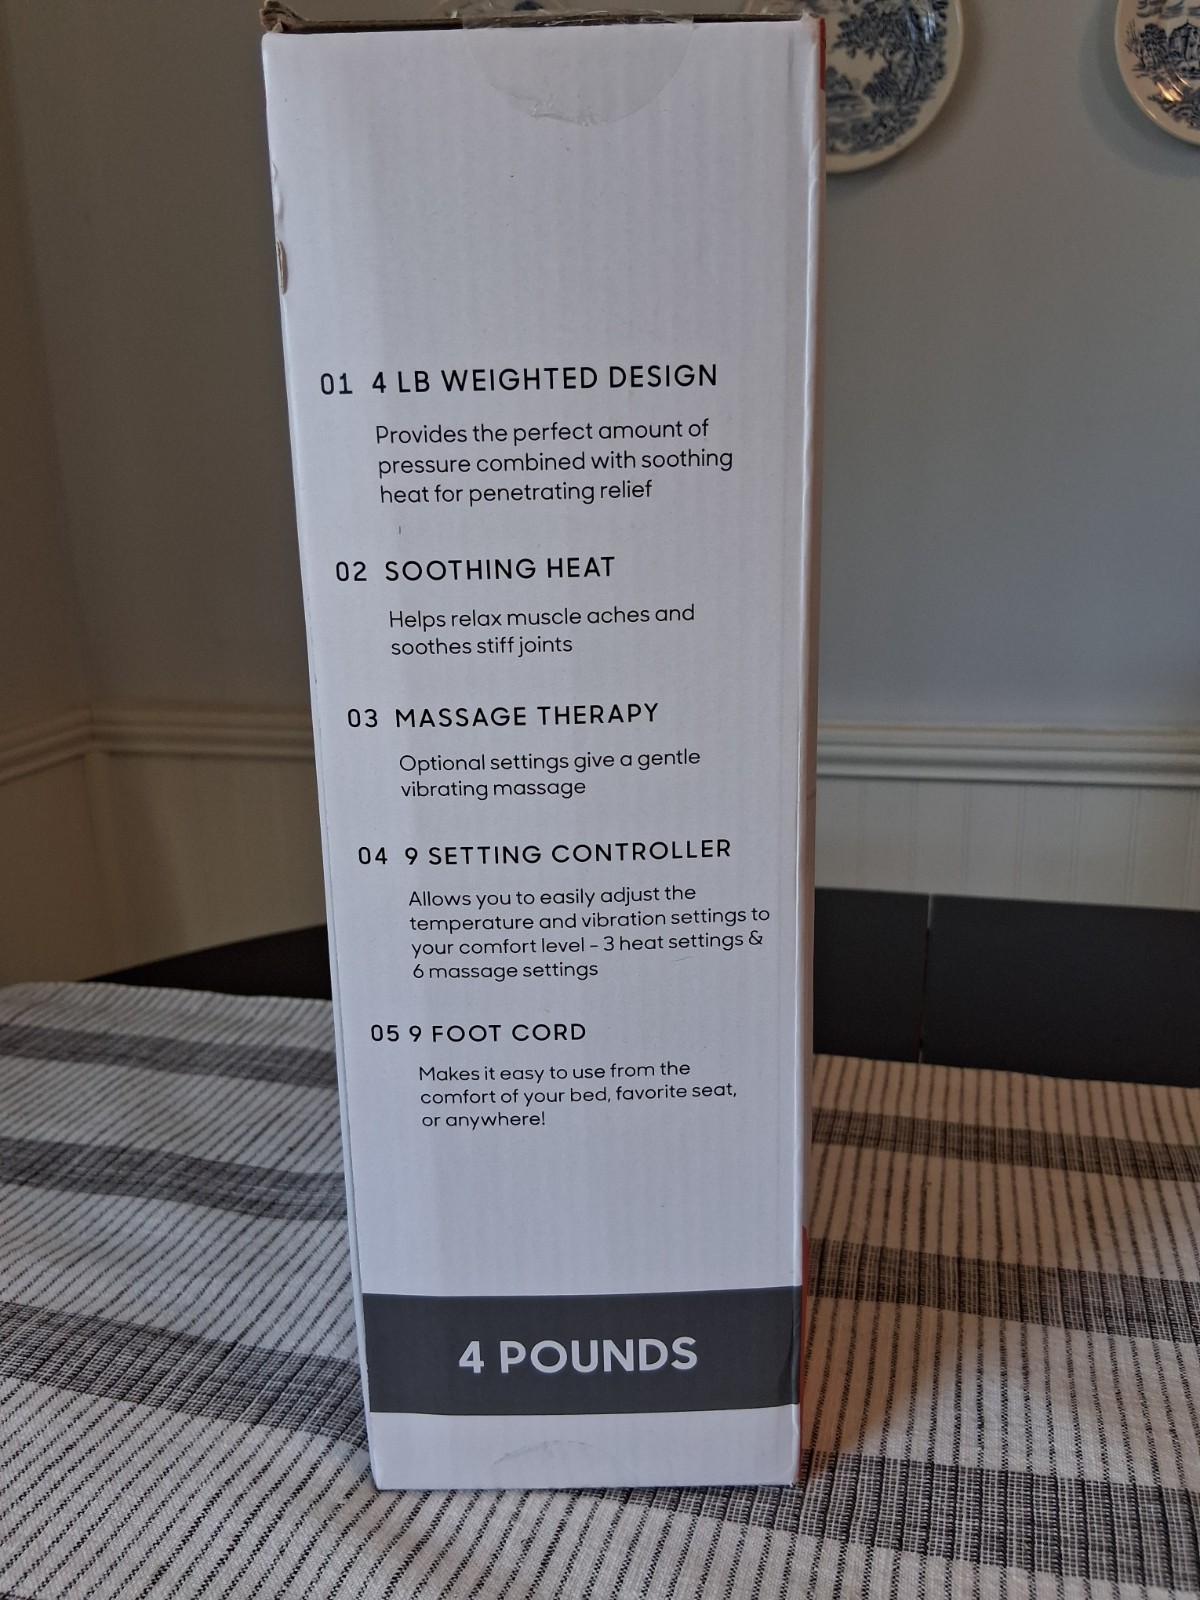 01 4 LB WEIGHTED DESIGN
Provides the perfect amount of
pressure combined with soothing
heat for penetrating relief
02 SOOTHING HEAT
Helps relax muscle aches and
soothes stiff joints
03 MASSAGE THERAPY
Optional settings give a gentle
vibrating massage
04 9 SETTING CONTROLLER
Allows you to easily adjust the
temperature and vibration settings to
your comfort level - 3 heat settings &
6 massage settings
05 9 FOOT CORD
Makes it easy to use from the
comfort of your bed, favorite seat,
or anywhere!
4 POUNDS